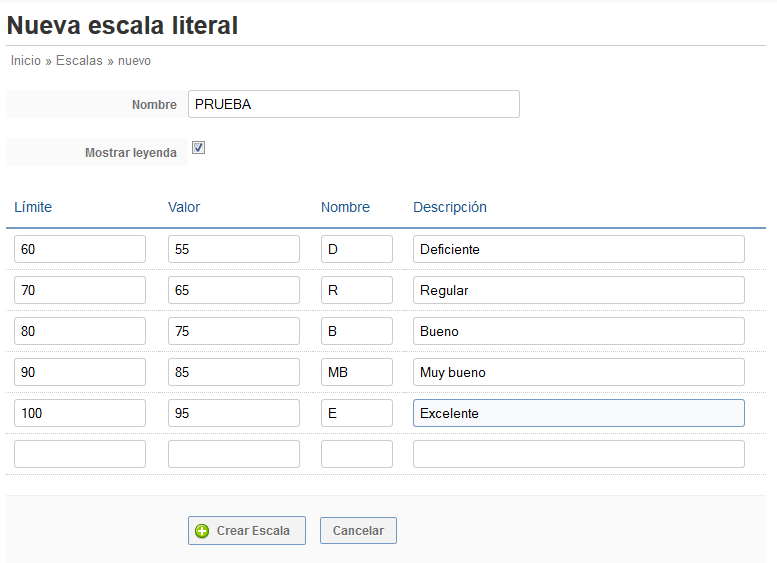 Nueva escala literal
Inicio » Escalas » nuevo
Nombre PRUEBA
Mostrar leyenda
Límite Valor Nombre Descripción
60 55 D Deficiente
70 65 R Regular
80 75 B Bueno
90 85 MB Muy bueno
100 95 E Excelente
Crear Escala Cancelar